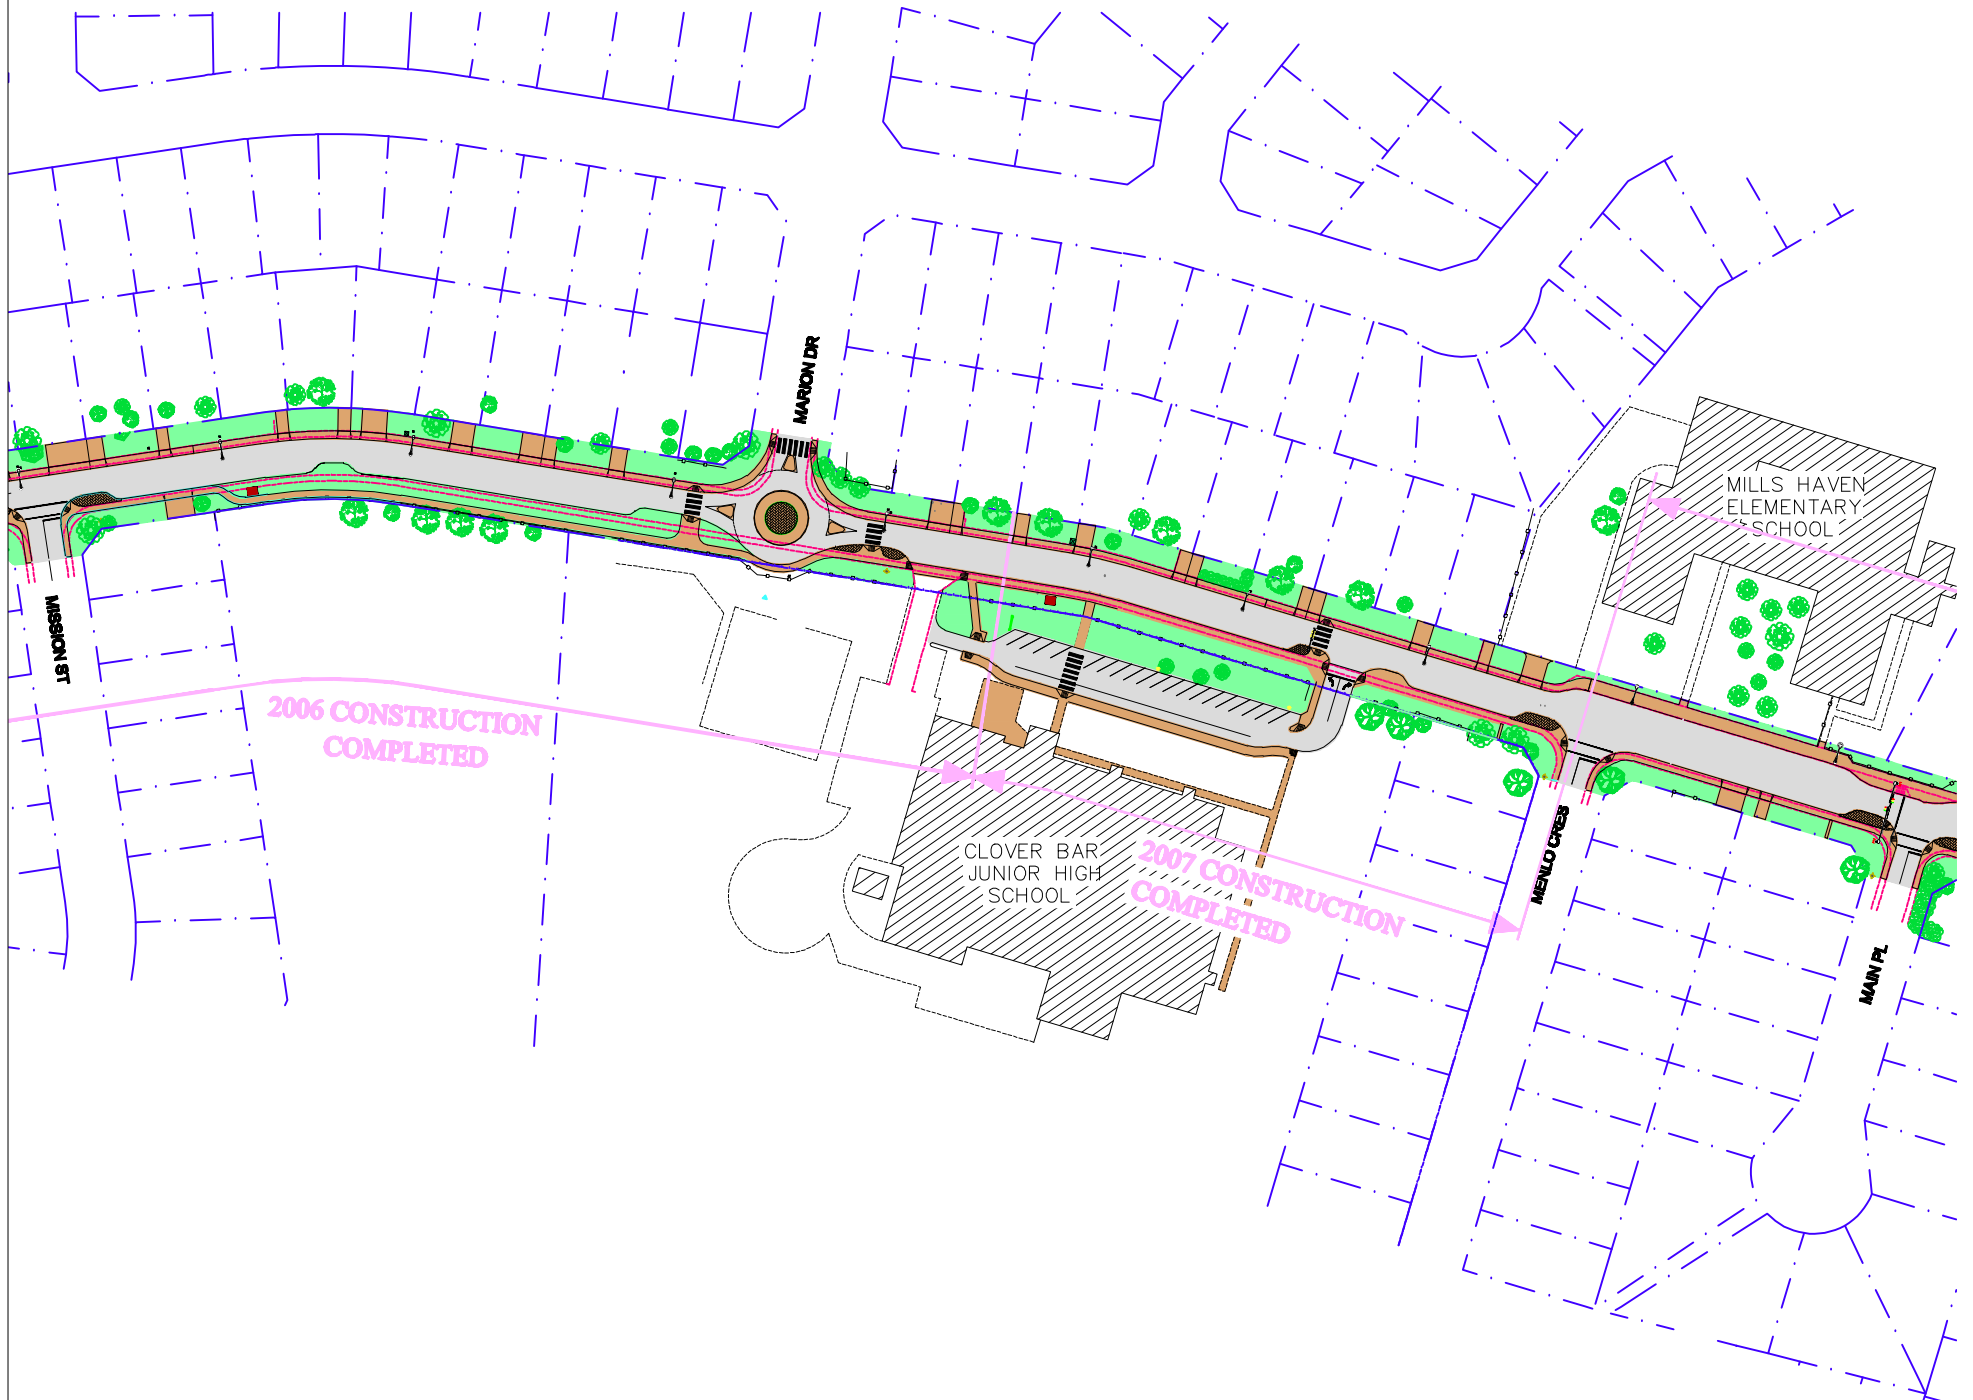 MARION DR
MILLS HAVEN
ELEMENTARY
SCHOOL
MISSION ST
2006 CONSTRUCTION
COMPLETED
CLOVER BAR
JUNIOR HIGH
SCHOOL
2007 CONSTRUCTION
COMPLETED
MENLO CRES
MAIN PL